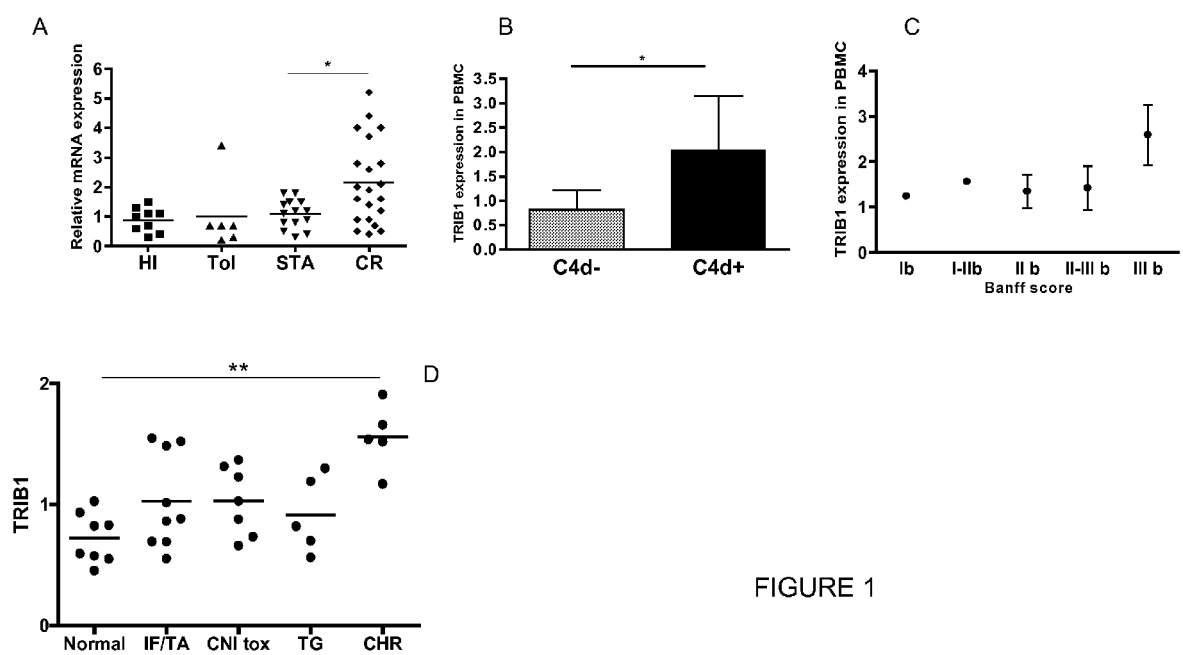 A
Relative mRNA expression
6
5
4
3
2
1
0
*
HI Tol STA CR
B
TRIB1 expression in PBMC
3.5
3.0
2.5
2.0
1.5
1.0
0.5
0.0
*
C4d- C4d+
C
TRIB1 expression in PBMC
4
3
2
1
0
Ib I-IIb II b II-III b III b
Banff score
D
TRIB1
2
1
0
**
Normal IF/TA CNI tox TG CHR
FIGURE 1